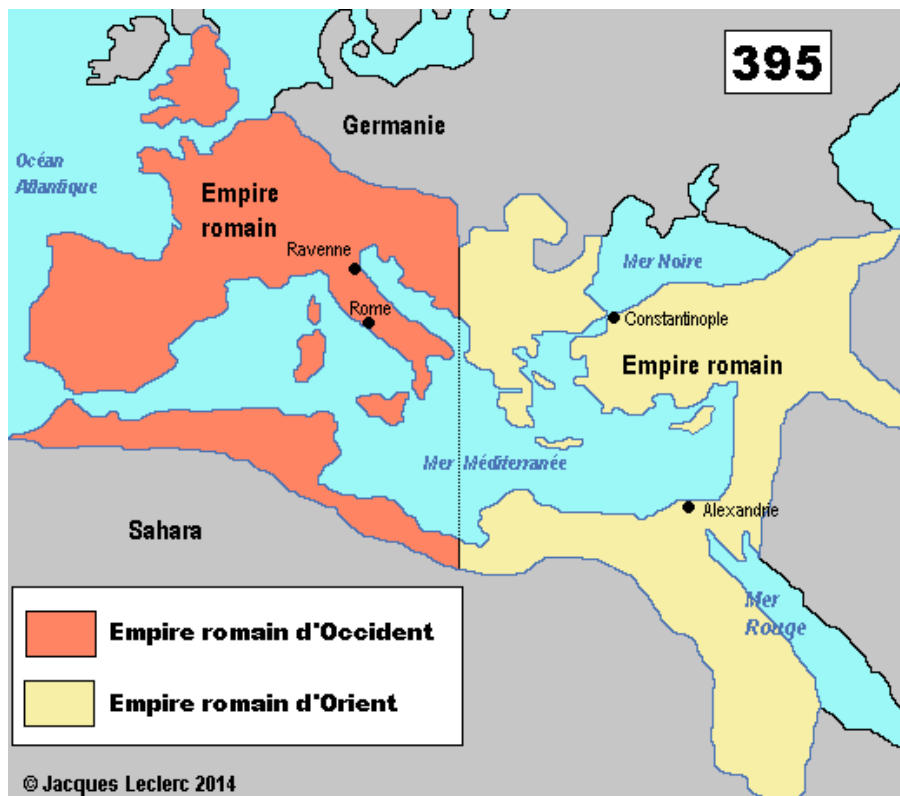 395
Germanie
Océan
Atlantique
Empire
romain
Ravenne
Mer Noire
Rome
Constantinople
Empire romain
Mer Méditerranée
Alexandrie
Sahara
Mer
Rouge
Empire romain d'Occident
Empire romain d'Orient
© Jacques Leclerc 2014